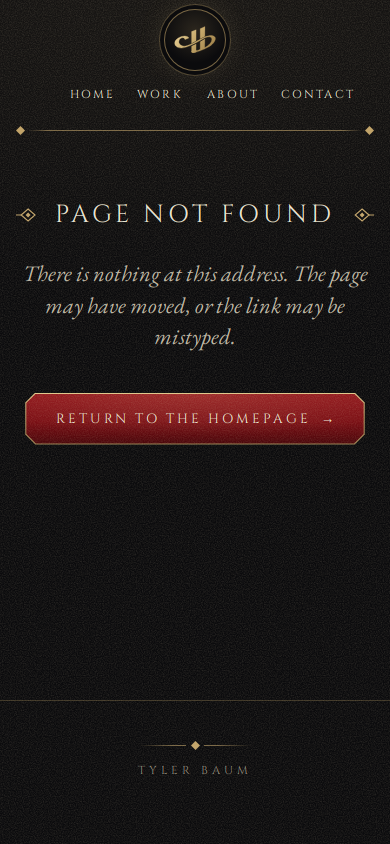 HOME WORK ABOUT CONTACT
PAGE NOT FOUND
There is nothing at this address. The page
may have moved, or the link may be
mistyped.
RETURN TO THE HOMEPAGE →
TYLER BAUM